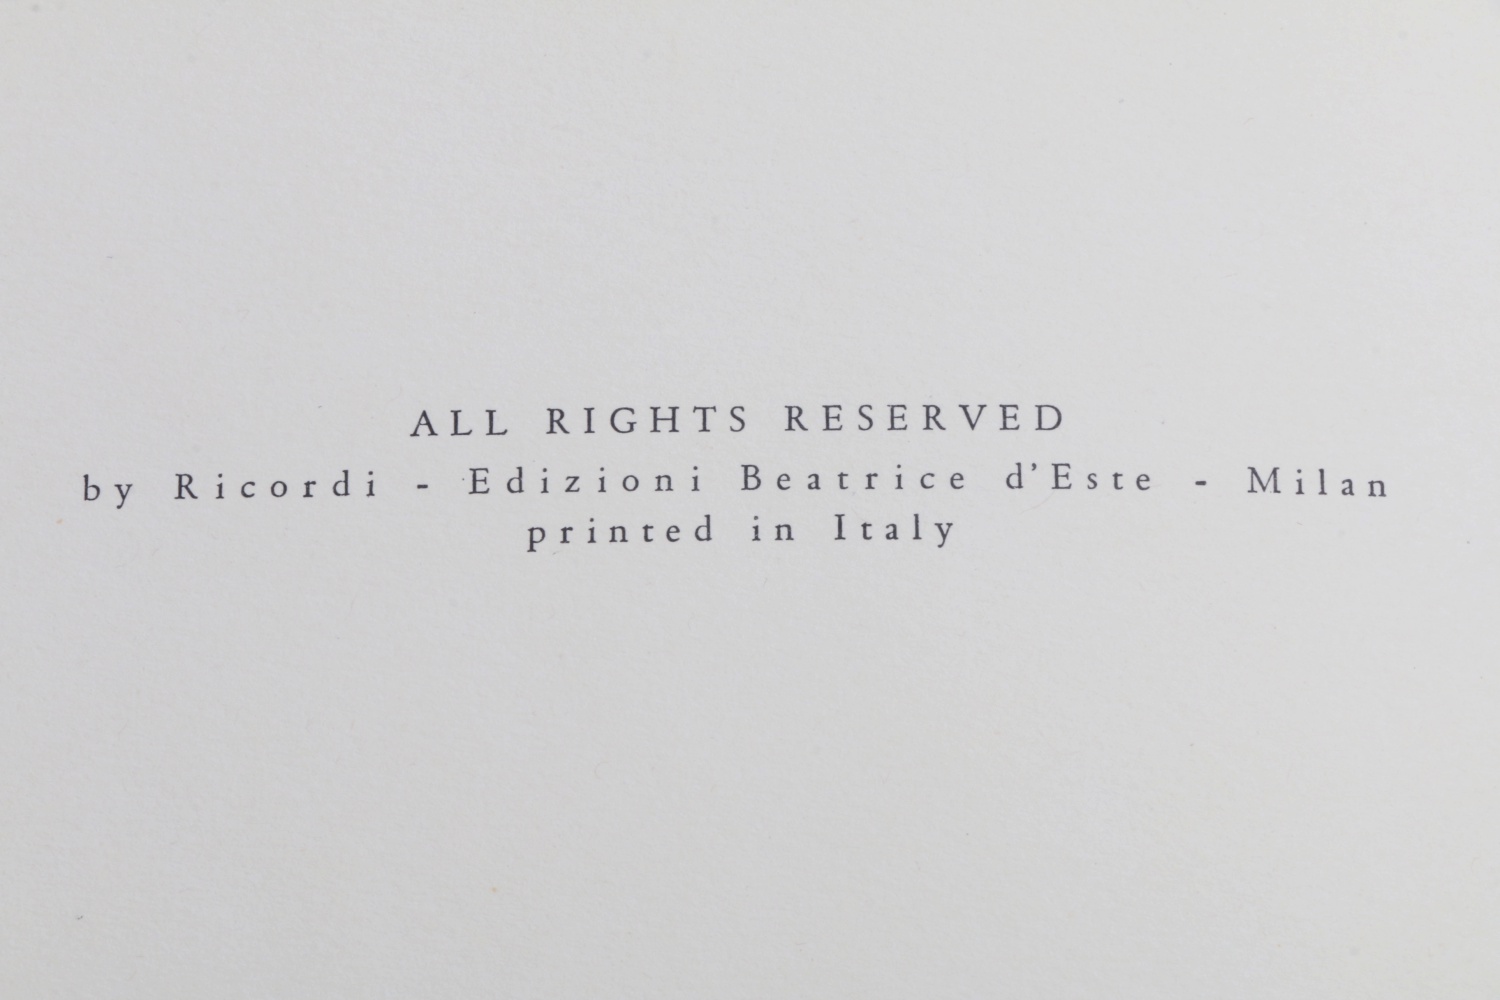 ALL RIGHTS RESERVED
by Ricordi - Edizioni Beatrice d'Este - Milan
printed in Italy